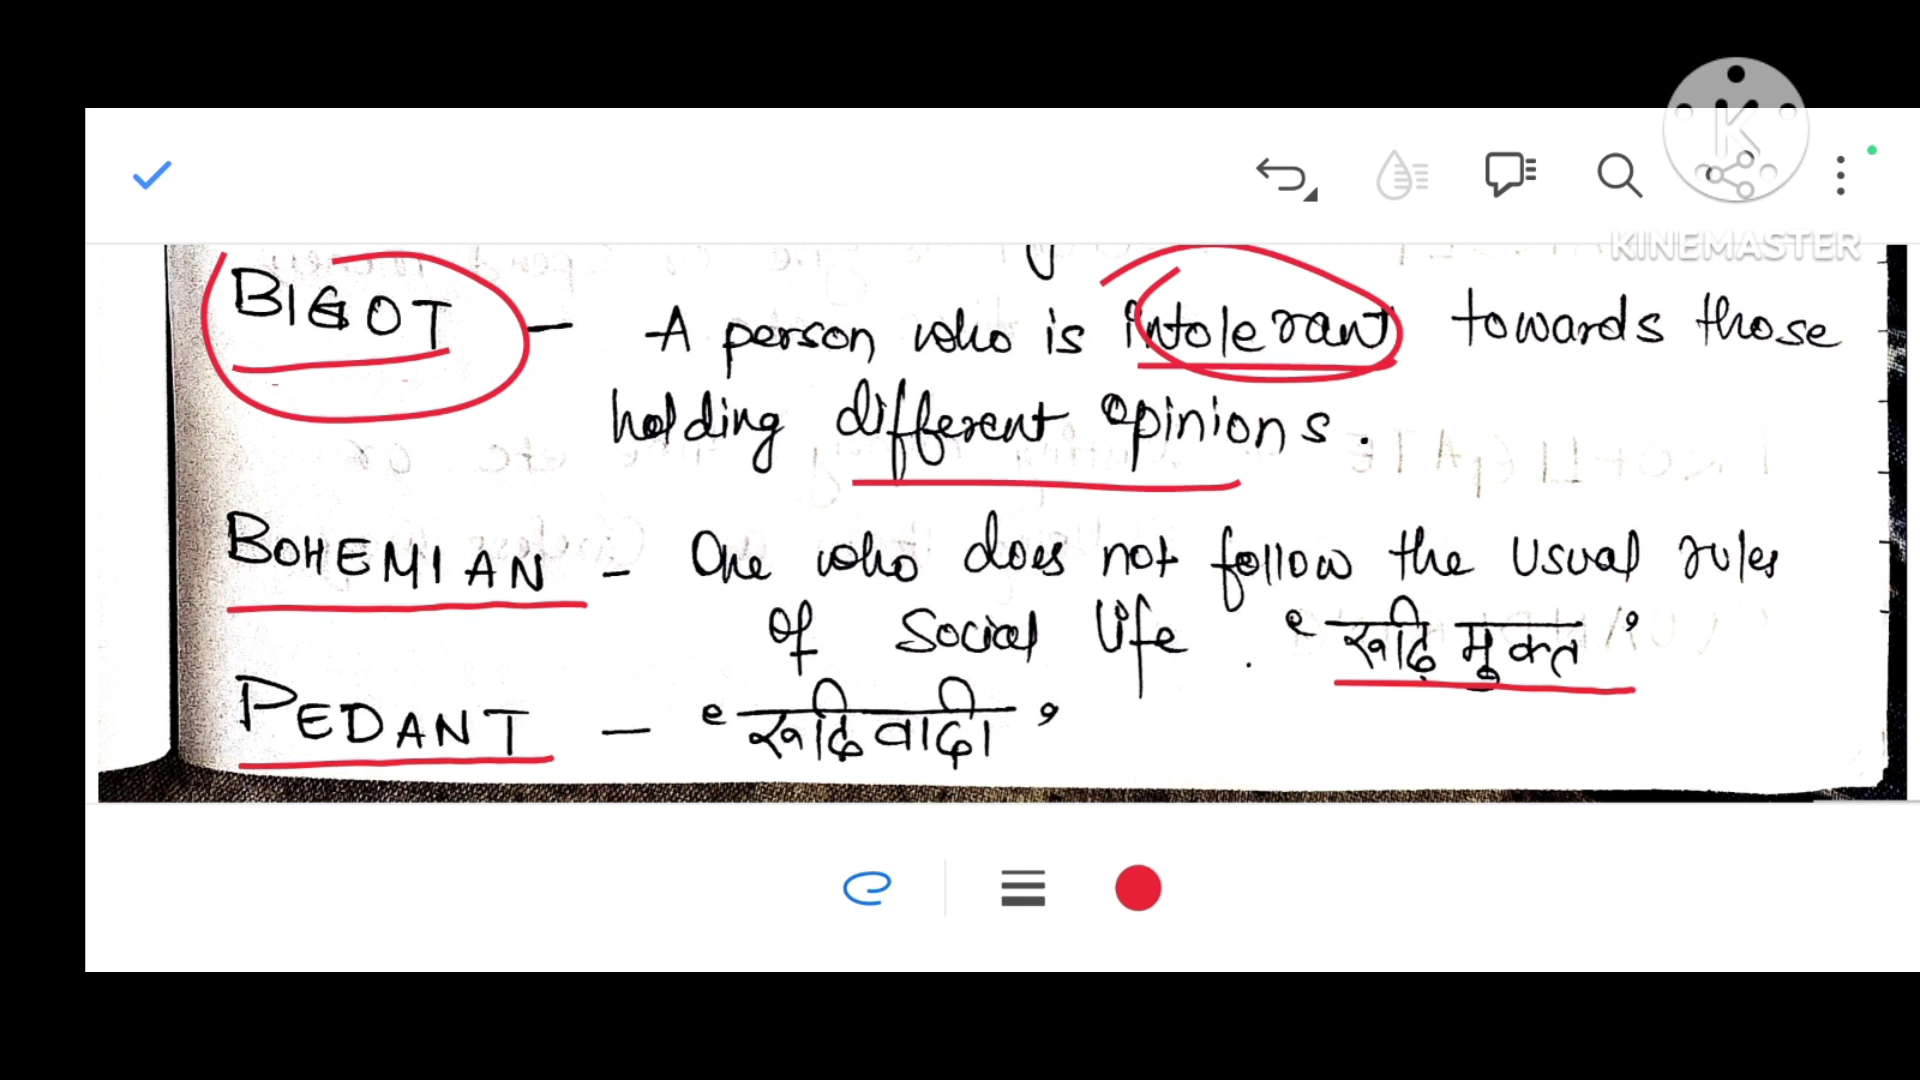 KINEMASTER
BIGOT - A person who is intolerant towards those
holding different opinions.
BOHEMIAN - One who does not follow the usual rules
of Social life. 'रूढ़ि मुक्त'
PEDANT - 'रूढ़िवादी'